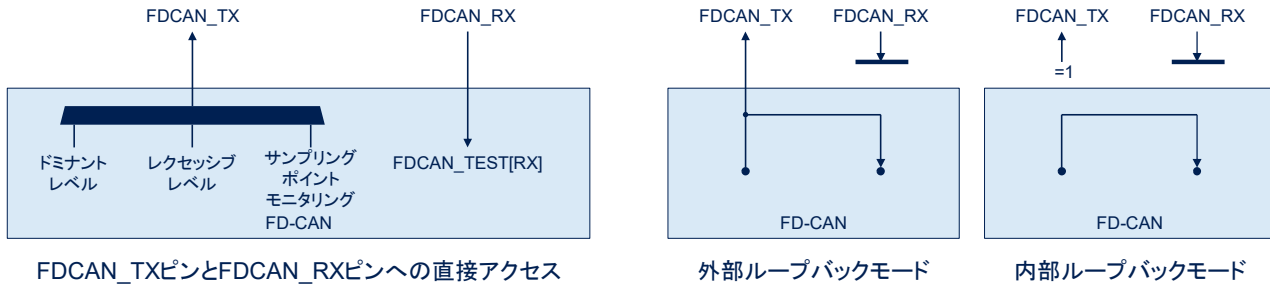 FDCAN_TX
FDCAN_RX
ドミナント
レベル
レクセッシブ
レベル
サンプリング
ポイント
モニタリング
FDCAN_TEST[RX]
FD-CAN
FDCAN_TXピンとFDCAN_RXピンへの直接アクセス
FDCAN_TX
FDCAN_RX
FD-CAN
外部ループバックモード
FDCAN_TX
FDCAN_RX
=1
FD-CAN
内部ループバックモード